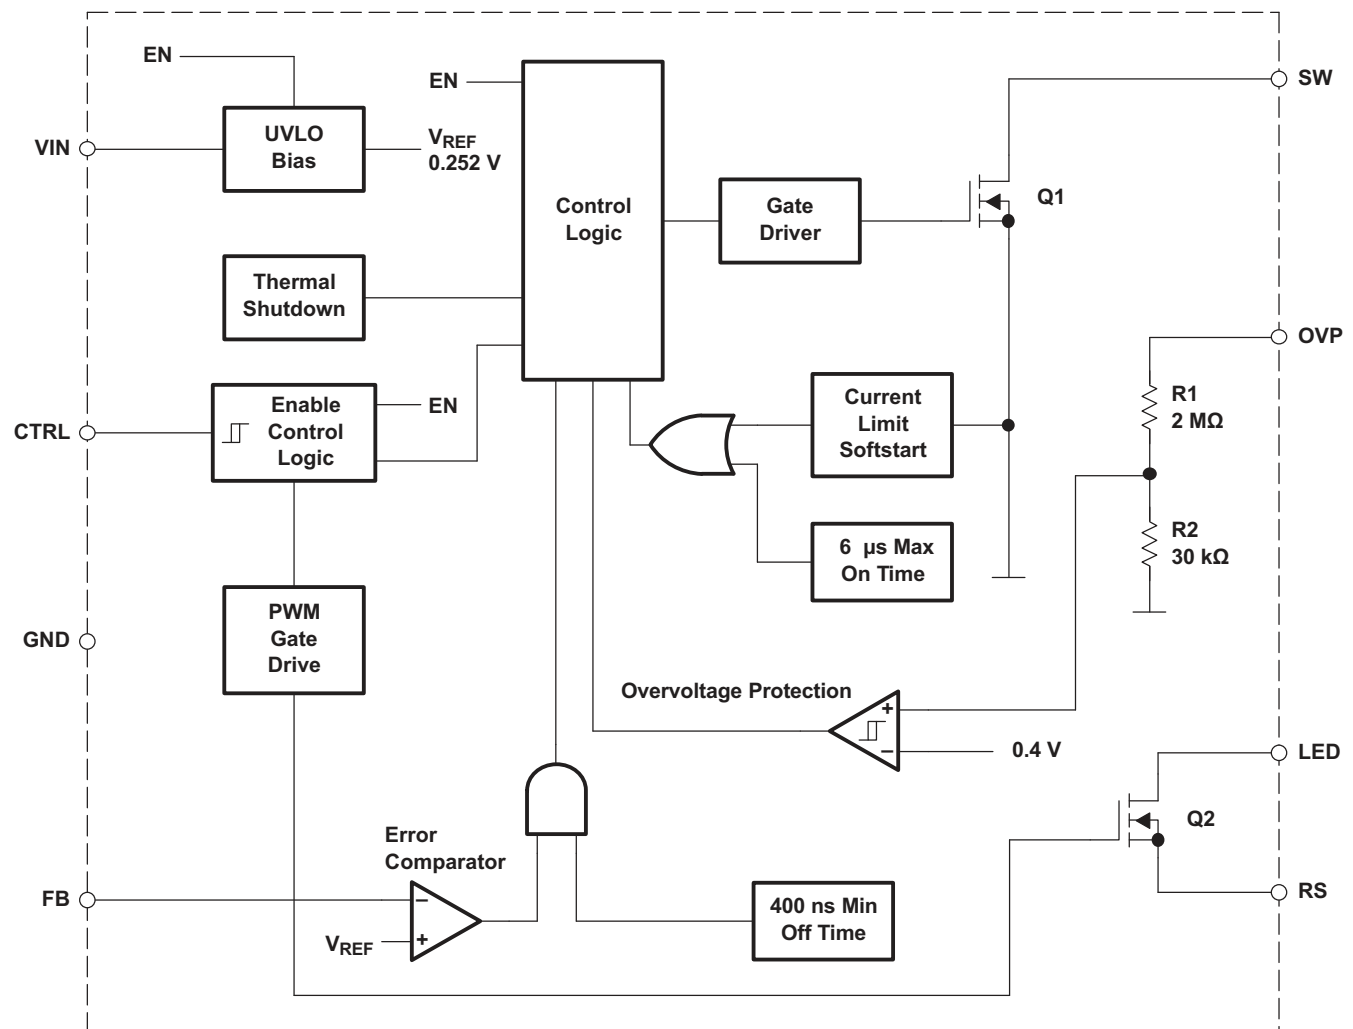 EN
EN
SW
VIN
UVLO
Bias
VREF
0.252 V
Control
Logic
Gate
Driver
Q1
Thermal
Shutdown
OVP
R1
2 MΩ
Enable
Control
Logic
EN
CTRL
Current
Limit
Softstart
R2
30 kΩ
6 µs Max
On Time
PWM
Gate
Drive
GND
Overvoltage Protection
+
–
0.4 V
LED
Q2
Error
Comparator
FB
–
+
VREF
400 ns Min
Off Time
RS